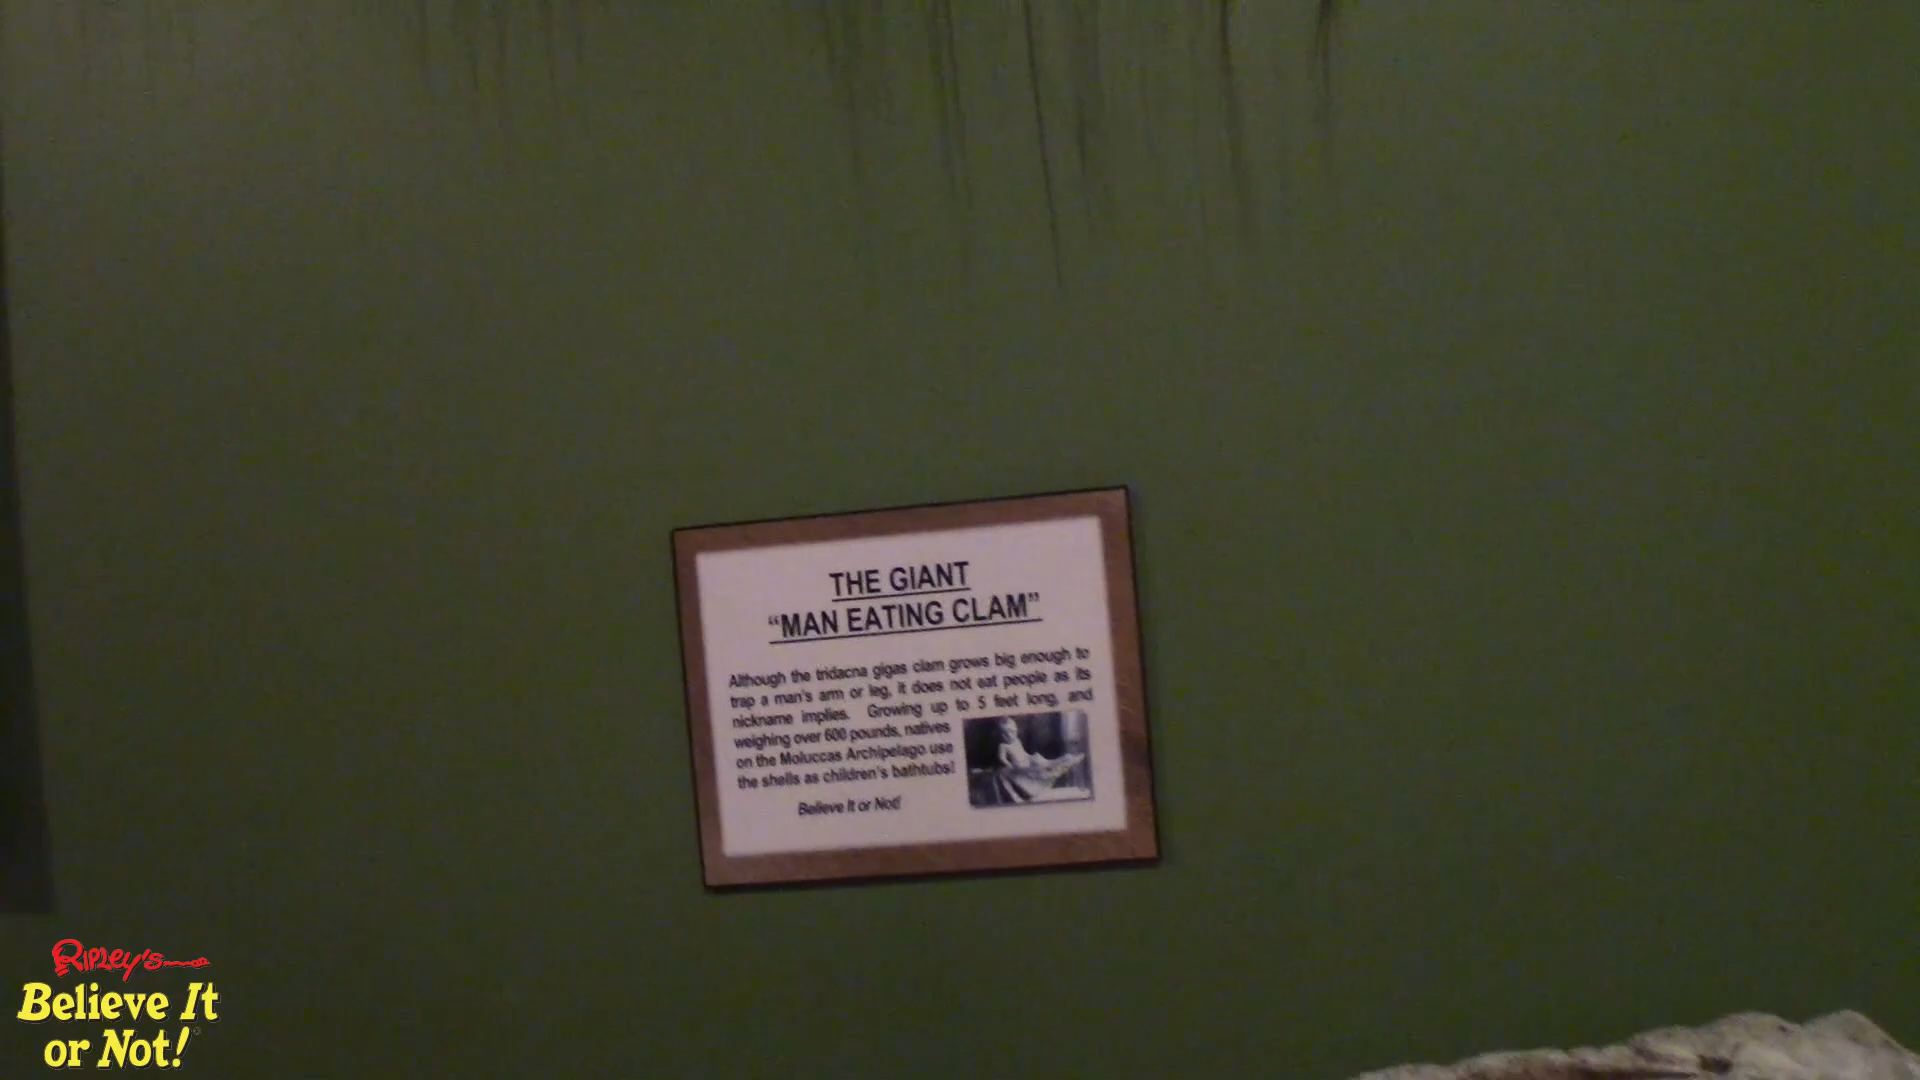 THE GIANT
“MAN EATING CLAM”
Although the tridacna gigas clam grows big enough to
trap a man's arm or leg, it does not eat people as its
nickname implies. Growing up to 5 feet long, and
weighing over 600 pounds, natives
on the Moluccas Archipelago use
the shells as children's bathtubs!
Believe It or Not!
RIPLEY'S
Believe It
or Not!